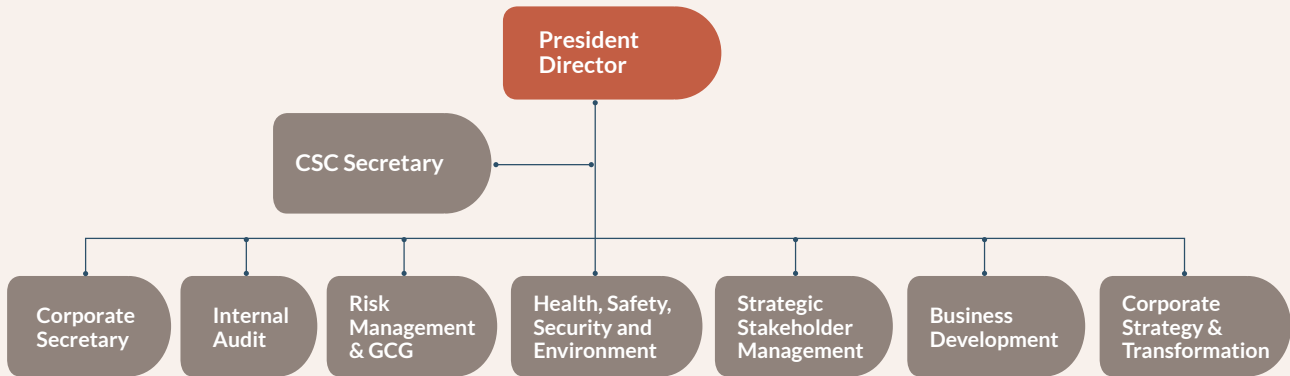 President
Director
CSC Secretary
Corporate
Secretary
Internal
Audit
Risk
Management
& GCG
Health, Safety,
Security and
Environment
Strategic
Stakeholder
Management
Business
Development
Corporate
Strategy &
Transformation